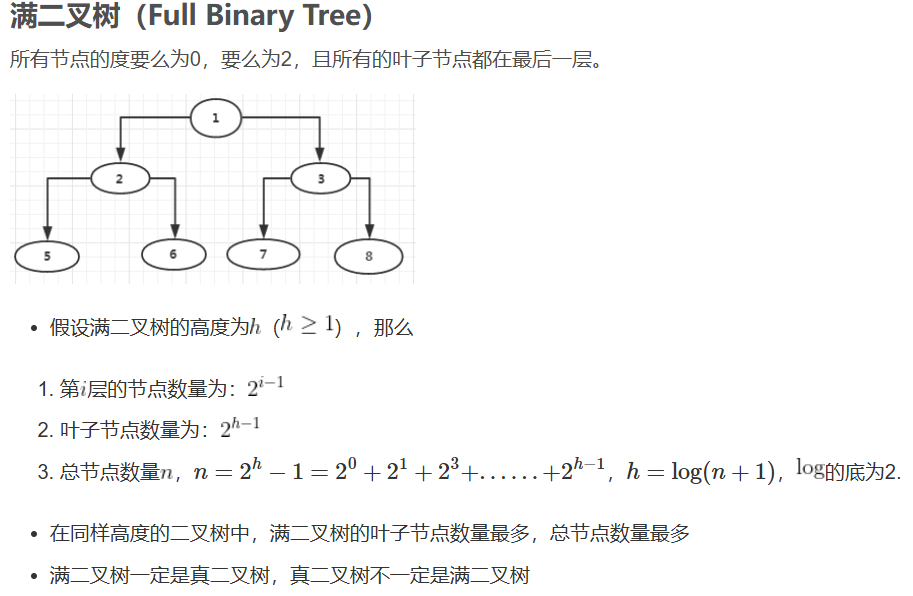 满二叉树（Full Binary Tree）
所有节点的度要么为0，要么为2，且所有的叶子节点都在最后一层。
1
2 3
5 6 7 8
• 假设满二叉树的高度为h（h ≥ 1），那么
1. 第i层的节点数量为：2^{i−1}
2. 叶子节点数量为：2^{h−1}
3. 总节点数量n，n = 2^h − 1 = 2^0 + 2^1 + 2^3+......+2^{h−1}，h = log(n + 1)，log的底为2.
• 在同样高度的二叉树中，满二叉树的叶子节点数量最多，总节点数量最多
• 满二叉树一定是真二叉树，真二叉树不一定是满二叉树